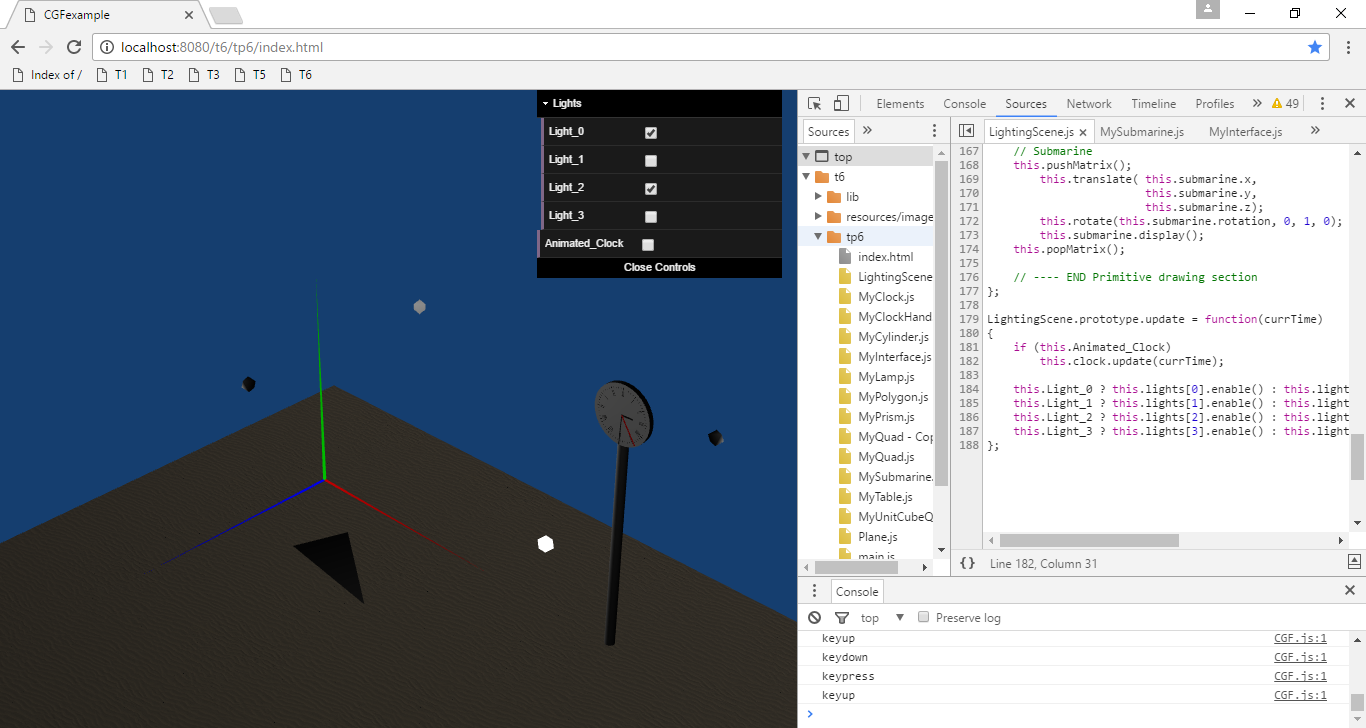 CGFexample
localhost:8080/t6/tp6/index.html
Index of /
T1
T2
T3
T5
T6
Lights
Light_0
Light_1
Light_2
Light_3
Animated_Clock
Close Controls
Elements Console Sources Network Timeline Profiles » 49
Sources »
top
t6
lib
resources/image
tp6
index.html
LightingScene
MyClock.js
MyClockHand
MyCylinder.js
MyInterface.js
MyLamp.js
MyPolygon.js
MyPrism.js
MyQuad - Cop
MyQuad.js
MySubmarine.
MyTable.js
MyUnitCubeQ
Plane.js
main.js
LightingScene.js × MySubmarine.js MyInterface.js »
167 // Submarine
168 this.pushMatrix();
169 this.translate( this.submarine.x,
170 this.submarine.y,
171 this.submarine.z);
172 this.rotate(this.submarine.rotation, 0, 1, 0);
173 this.submarine.display();
174 this.popMatrix();
175
176 // ---- END Primitive drawing section
177 };
178
179 LightingScene.prototype.update = function(currTime)
180 {
181 if (this.Animated_Clock)
182 this.clock.update(currTime);
183
184 this.Light_0 ? this.lights[0].enable() : this.light
185 this.Light_1 ? this.lights[1].enable() : this.light
186 this.Light_2 ? this.lights[2].enable() : this.light
187 this.Light_3 ? this.lights[3].enable() : this.light
188 };
{} Line 182, Column 31
Console
top Preserve log
keyup CGF.js:1
keydown CGF.js:1
keypress CGF.js:1
keyup CGF.js:1
>